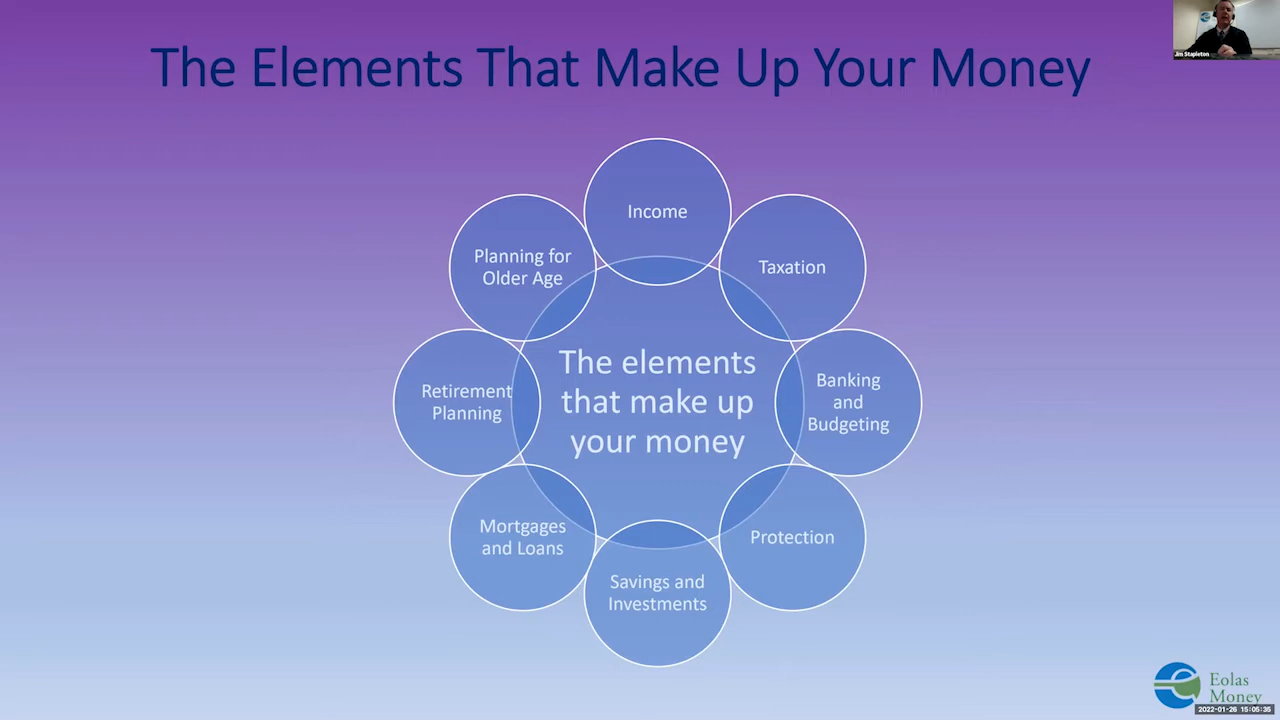 The Elements That Make Up Your Money
Jim Stapleton
Income
Taxation
Banking
and
Budgeting
Protection
Savings and
Investments
Mortgages
and Loans
Retirement
Planning
Planning for
Older Age
The elements
that make up
your money
Eolas
Money
2022-01-26 15:05:35